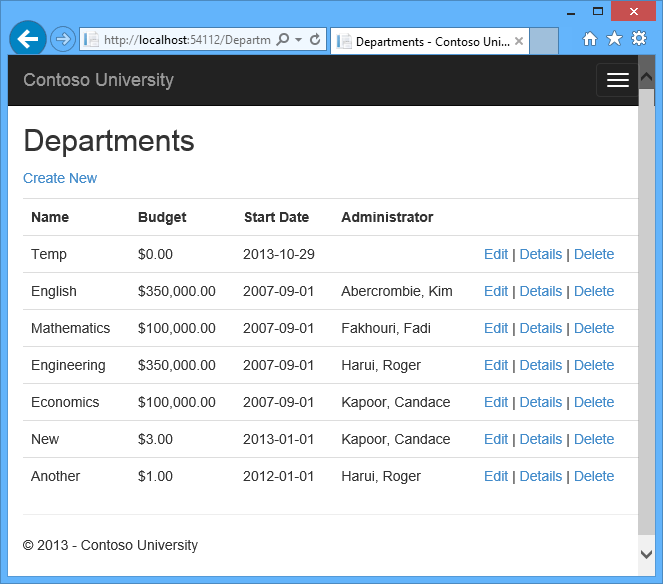 http://localhost:54112/Departm
Departments - Contoso Uni...
Contoso University
Departments
Create New
Name Budget Start Date Administrator
Temp $0.00 2013-10-29 Edit | Details | Delete
English $350,000.00 2007-09-01 Abercrombie, Kim Edit | Details | Delete
Mathematics $100,000.00 2007-09-01 Fakhouri, Fadi Edit | Details | Delete
Engineering $350,000.00 2007-09-01 Harui, Roger Edit | Details | Delete
Economics $100,000.00 2007-09-01 Kapoor, Candace Edit | Details | Delete
New $3.00 2013-01-01 Kapoor, Candace Edit | Details | Delete
Another $1.00 2012-01-01 Harui, Roger Edit | Details | Delete
© 2013 - Contoso University